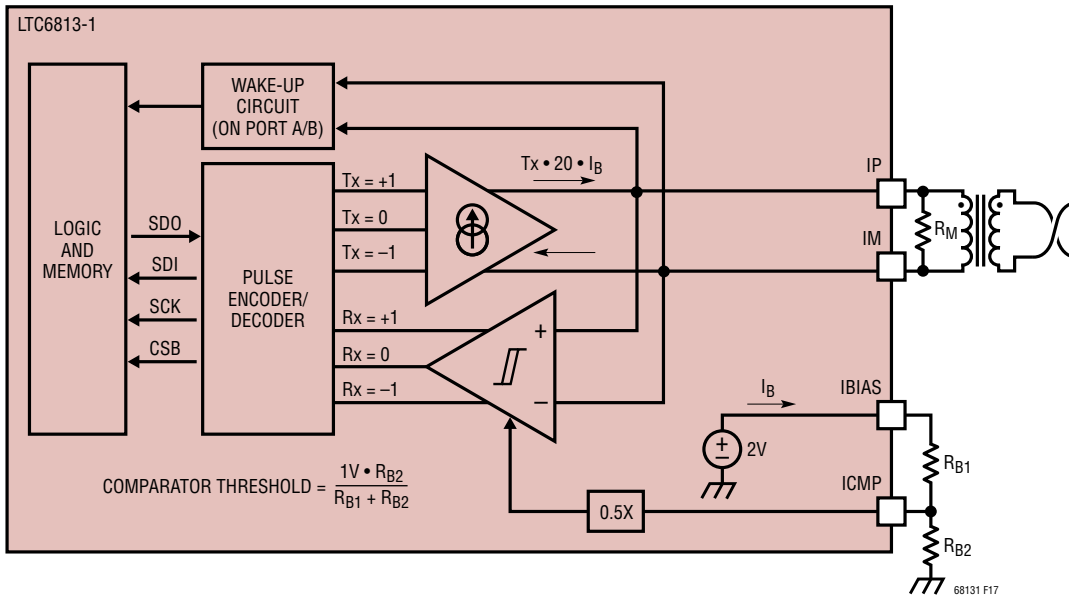 LTC6813-1
WAKE-UP
CIRCUIT
(ON PORT A/B)
LOGIC
AND
MEMORY
SDO
SDI
SCK
CSB
PULSE
ENCODER/
DECODER
Tx = +1
Tx = 0
Tx = –1
Rx = +1
Rx = 0
Rx = –1
Tx • 20 • IB
+
–
IP
IM
RM
IBIAS
IB
+
–
2V
ICMP
RB1
RB2
0.5X
COMPARATOR THRESHOLD = 1V • RB2
RB1 + RB2
68131 F17